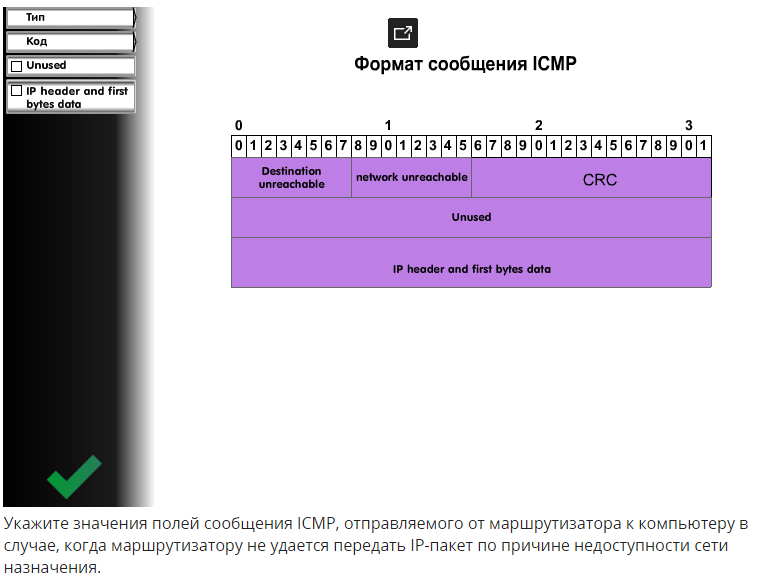 Тип
Код
Unused
IP header and first
bytes data
Формат сообщения ICMP
0 1 2 3
0 1 2 3 4 5 6 7 8 9 0 1 2 3 4 5 6 7 8 9 0 1 2 3 4 5 6 7 8 9 0 1
Destination
unreachable
network unreachable
CRC
Unused
IP header and first bytes data
Укажите значения полей сообщения ICMP, отправляемого от маршрутизатора к компьютеру в
случае, когда маршрутизатору не удается передать IP-пакет по причине недоступности сети
назначения.